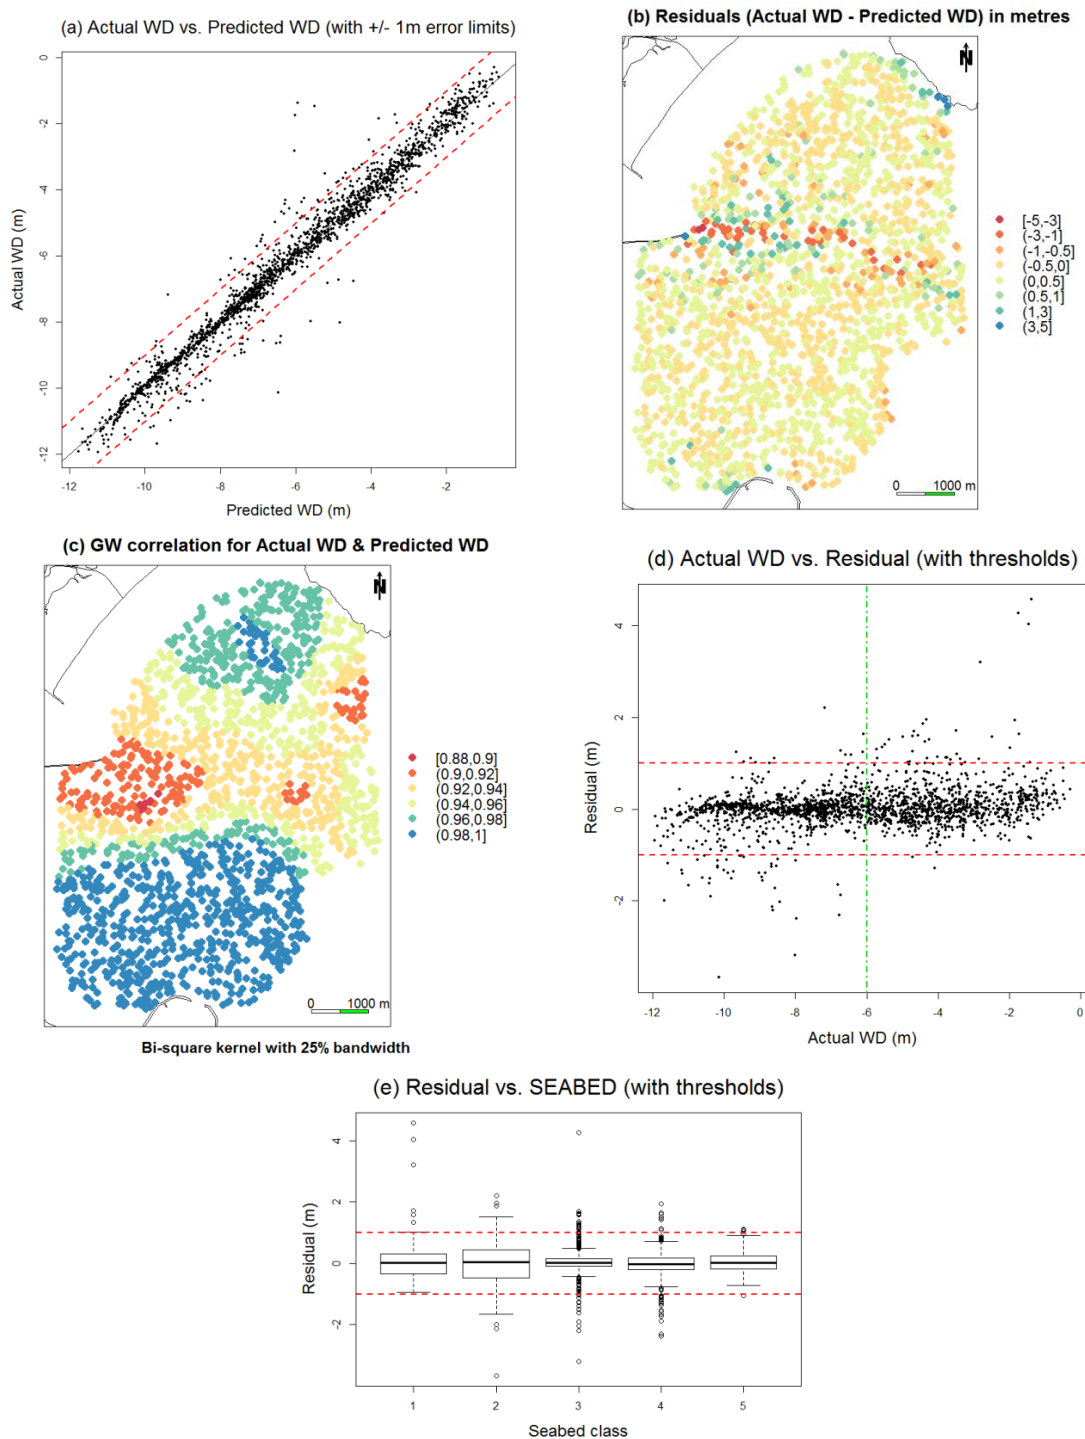 (a) Actual WD vs. Predicted WD (with +/- 1m error limits)
0
-2
-4
-6
-8
-10
-12
Actual WD (m)
-12 -10 -8 -6 -4 -2
Predicted WD (m)
(b) Residuals (Actual WD - Predicted WD) in metres
N
[-5,-3]
(-3,-1]
(-1,-0.5]
(-0.5,0]
(0,0.5]
(0.5,1]
(1,3]
(3,5]
0 1000 m
(c) GW correlation for Actual WD & Predicted WD
N
[0.88,0.9]
(0.9,0.92]
(0.92,0.94]
(0.94,0.96]
(0.96,0.98]
(0.98,1]
0 1000 m
Bi-square kernel with 25% bandwidth
(d) Actual WD vs. Residual (with thresholds)
4
2
0
-2
Residual (m)
-12 -10 -8 -6 -4 -2 0
Actual WD (m)
(e) Residual vs. SEABED (with thresholds)
4
2
0
-2
Residual (m)
1 2 3 4 5
Seabed class